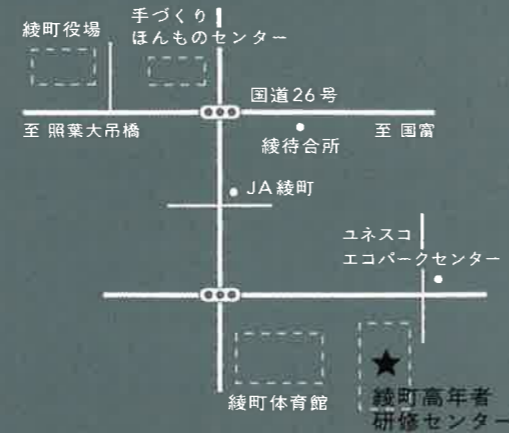 手づくり
ほんものセンター
綾町役場
国道26号
至 照葉大吊橋
綾待合所
至 国富
JA綾町
ユネスコ
エコパークセンター
綾町体育館
綾町高年者
研修センター